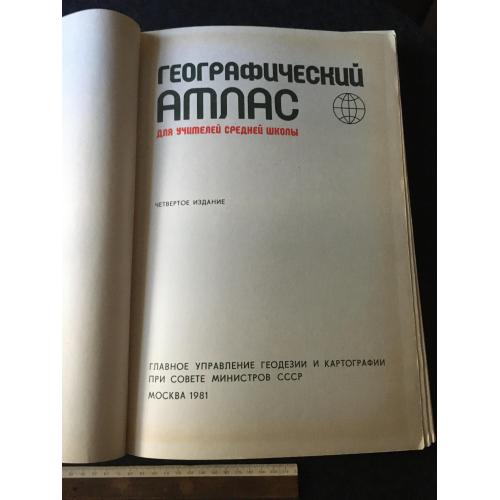 ГЕОГРАФИЧЕСКИЙ
АТЛАС
ДЛЯ УЧИТЕЛЕЙ СРЕДНЕЙ ШКОЛЫ
ЧЕТВЕРТОЕ ИЗДАНИЕ
ГЛАВНОЕ УПРАВЛЕНИЕ ГЕОДЕЗИИ И КАРТОГРАФИИ
ПРИ СОВЕТЕ МИНИСТРОВ СССР
МОСКВА 1981